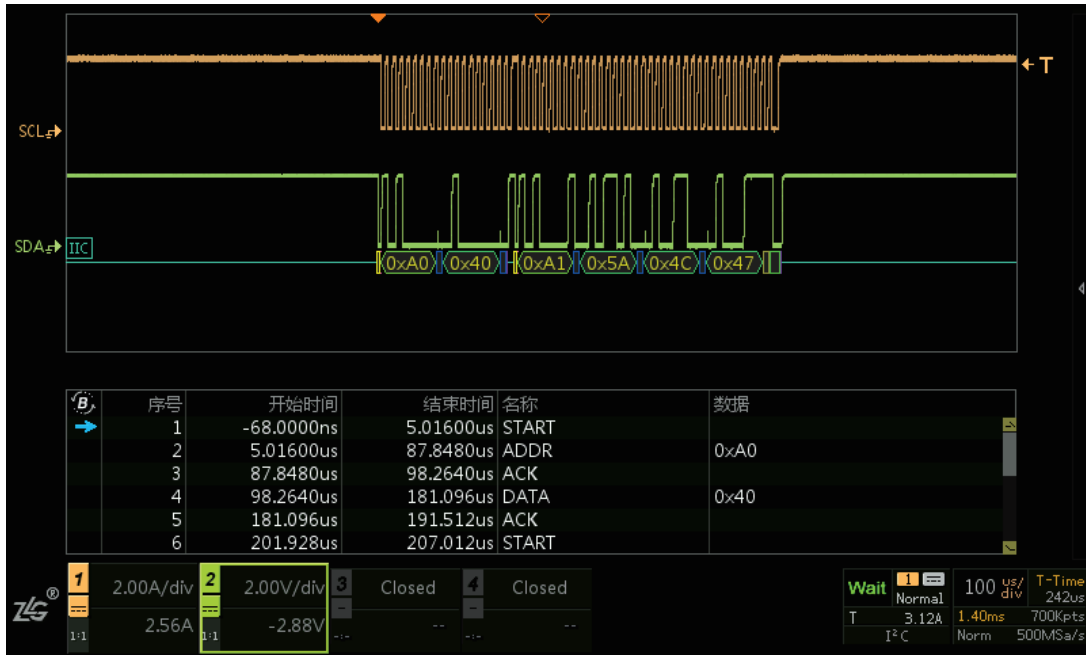 T
SCL
SDA IIC
0xA0 0x40 0xA1 0x5A 0x4C 0x47
B 序号 开始时间 结束时间 名称 数据
1 -68.0000ns 5.01600us START
2 5.01600us 87.8480us ADDR 0xA0
3 87.8480us 98.2640us ACK
4 98.2640us 181.096us DATA 0x40
5 181.096us 191.512us ACK
6 201.928us 207.012us START
ZLG® 1 2.00A/div 2 2.00V/div 3 Closed 4 Closed Wait 1 Normal 100 us/div T-Time 242us
1:1 2.56A 1:1 -2.88V -:- -- -:- -- T 3.12A 1.40ms 700Kpts
I²C Norm 500MSa/s